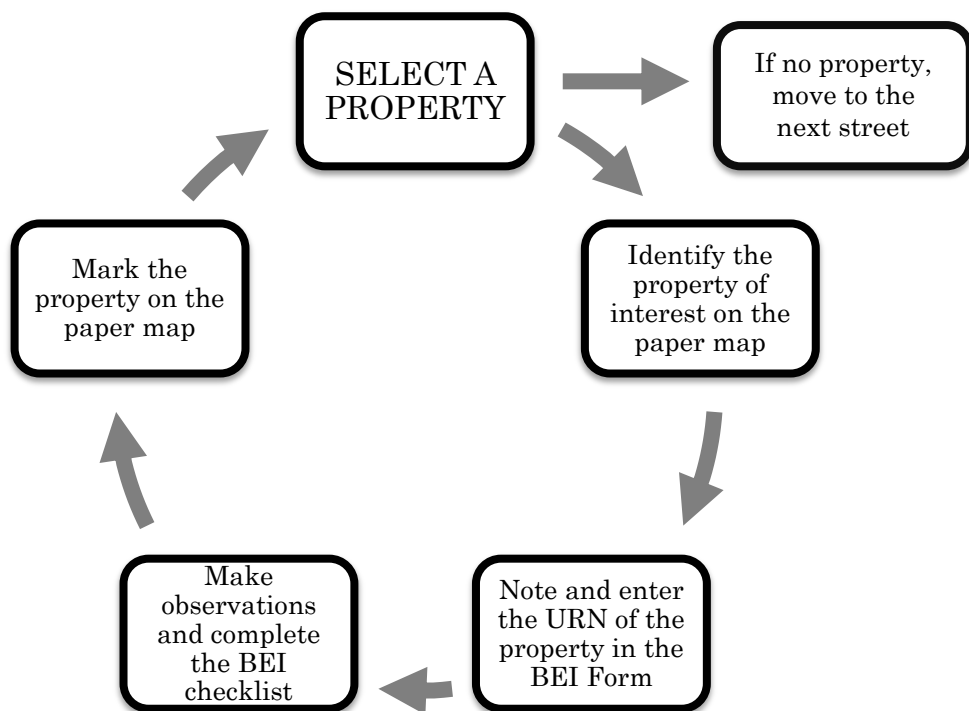 SELECT A
PROPERTY
If no property,
move to the
next street
Identify the
property of
interest on the
paper map
Note and enter
the URN of the
property in the
BEI Form
Make
observations
and complete
the BEI
checklist
Mark the
property on the
paper map